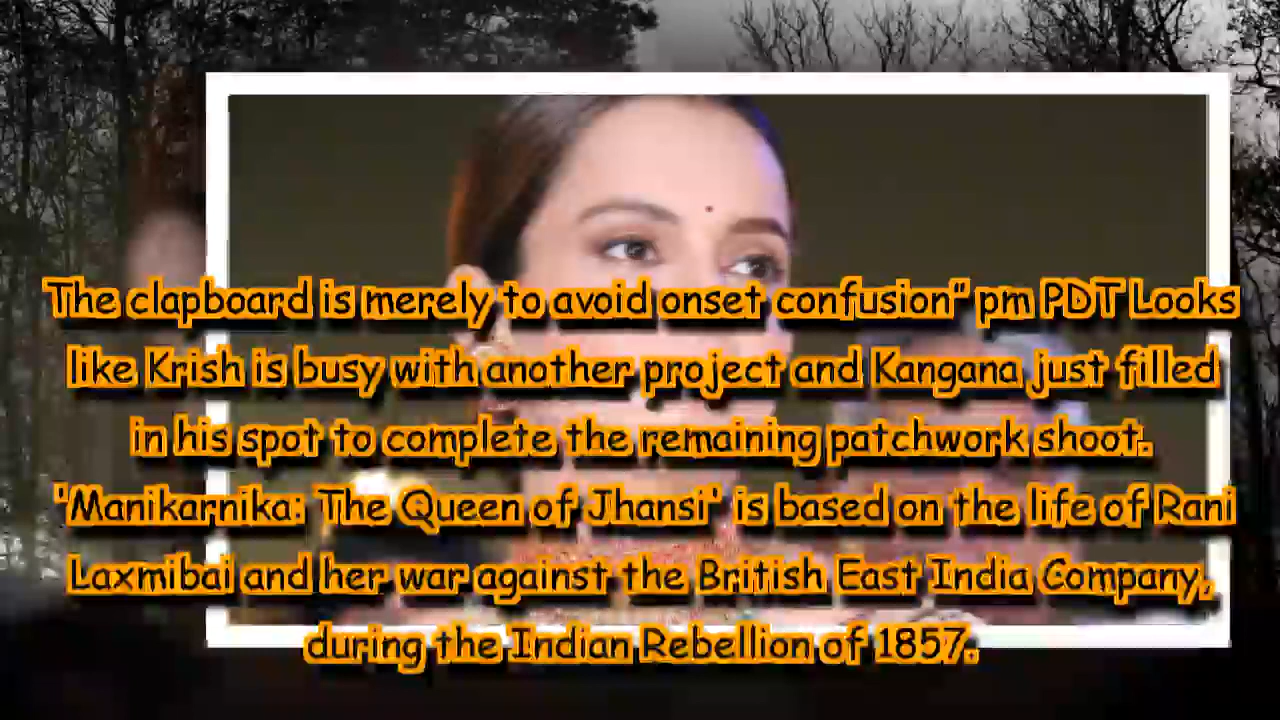 The clapboard is merely to avoid onset confusion" pm PDT Looks
like Krish is busy with another project and Kangana just filled
in his spot to complete the remaining patchwork shoot.
'Manikarnika: The Queen of Jhansi' is based on the life of Rani
Laxmibai and her war against the British East India Company,
during the Indian Rebellion of 1857.